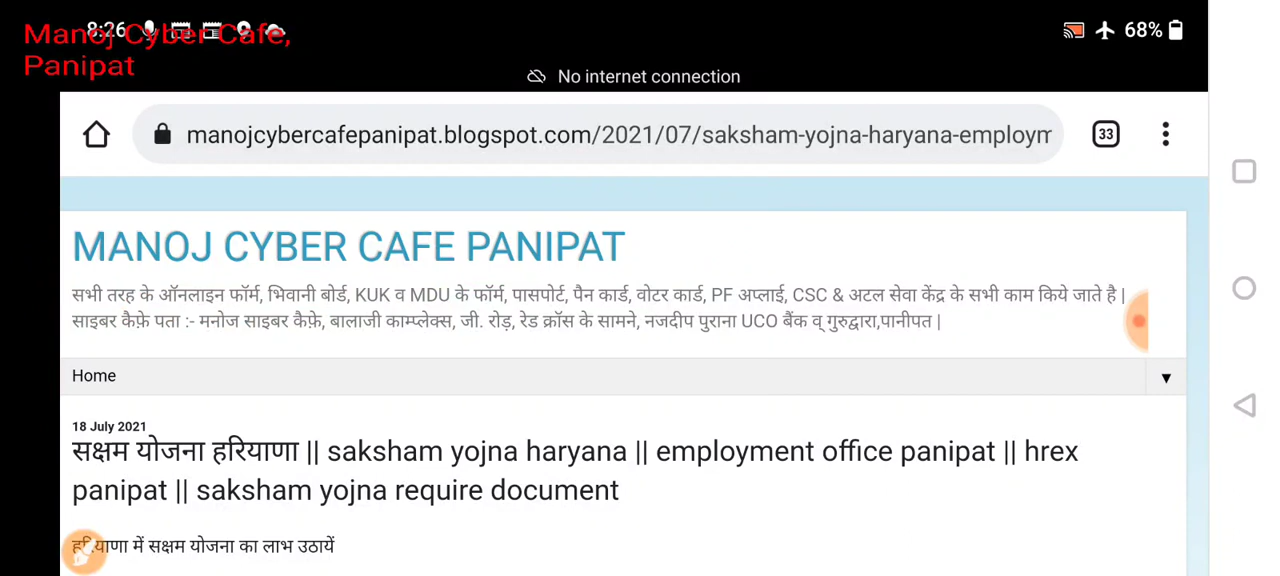 8:26
Manoj Cyber Cafe,
Panipat
68%
No internet connection
manojcybercafepanipat.blogspot.com/2021/07/saksham-yojna-haryana-employm
33
MANOJ CYBER CAFE PANIPAT
सभी तरह के ऑनलाइन फॉर्म, भिवानी बोर्ड, KUK व MDU के फॉर्म, पासपोर्ट, पैन कार्ड, वोटर कार्ड, PF अप्लाई, CSC & अटल सेवा केंद्र के सभी काम किये जाते है |
साइबर कैफ़े पता :- मनोज साइबर कैफ़े, बालाजी काम्प्लेक्स, जी. रोड़, रेड क्रॉस के सामने, नजदीप पुराना UCO बैंक व् गुरुद्वारा,पानीपत |
Home
18 July 2021
सक्षम योजना हरियाणा || saksham yojna haryana || employment office panipat || hrex
panipat || saksham yojna require document
हरियाणा में सक्षम योजना का लाभ उठायें